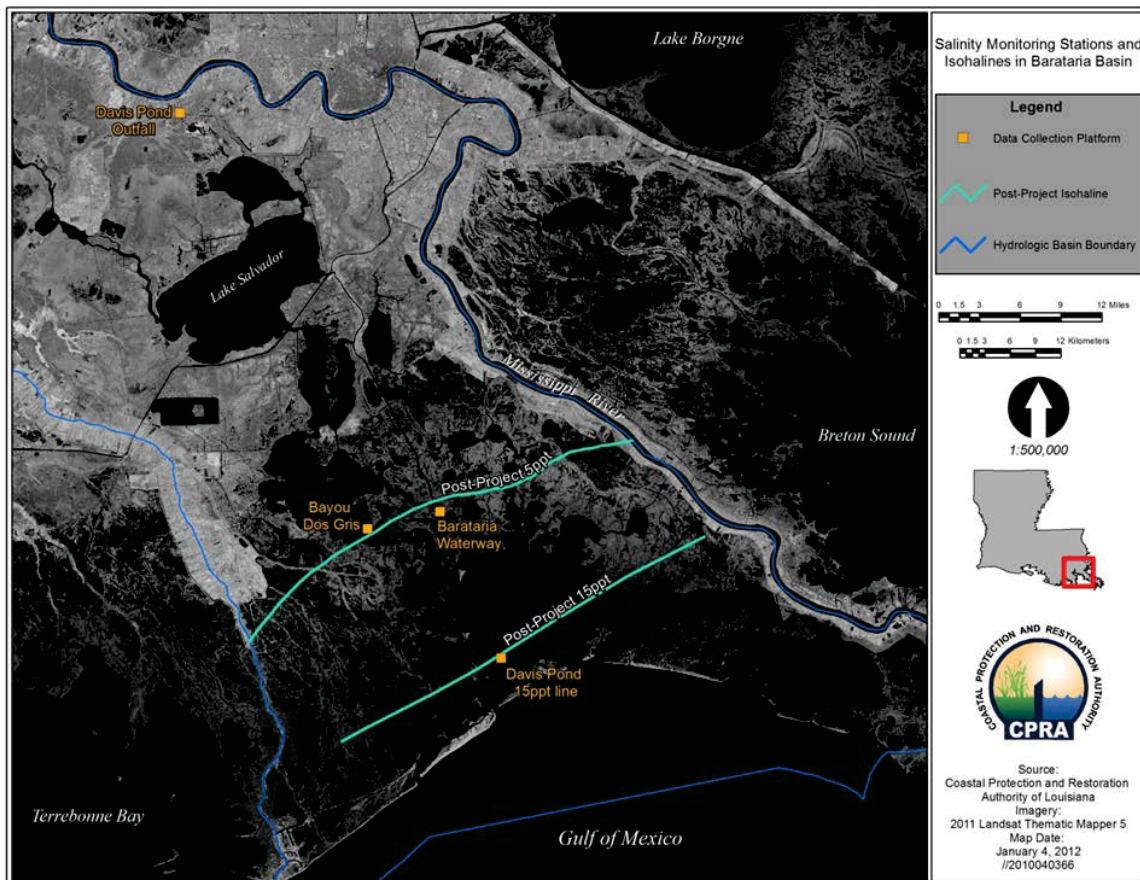 Lake Borgne
Davis Pond
Outfall
Lake Salvador
Mississippi River
Breton Sound
Post-Project 5ppt
Bayou
Dos Gris
Barataria
Waterway
Post-Project 15ppt
Davis Pond
15ppt line
Terrebonne Bay
Gulf of Mexico
Salinity Monitoring Stations and
Isohalines in Barataria Basin
Legend
Data Collection Platform
Post-Project Isohaline
Hydrologic Basin Boundary
0 1.5 3 6 9 12 Miles
0 1.5 3 6 9 12 Kilometers
1:500,000
COASTAL PROTECTION AND RESTORATION AUTHORITY
CPRA
Source:
Coastal Protection and Restoration
Authority of Louisiana
Imagery:
2011 Landsat Thematic Mapper 5
Map Date:
January 4, 2012
//2010040366